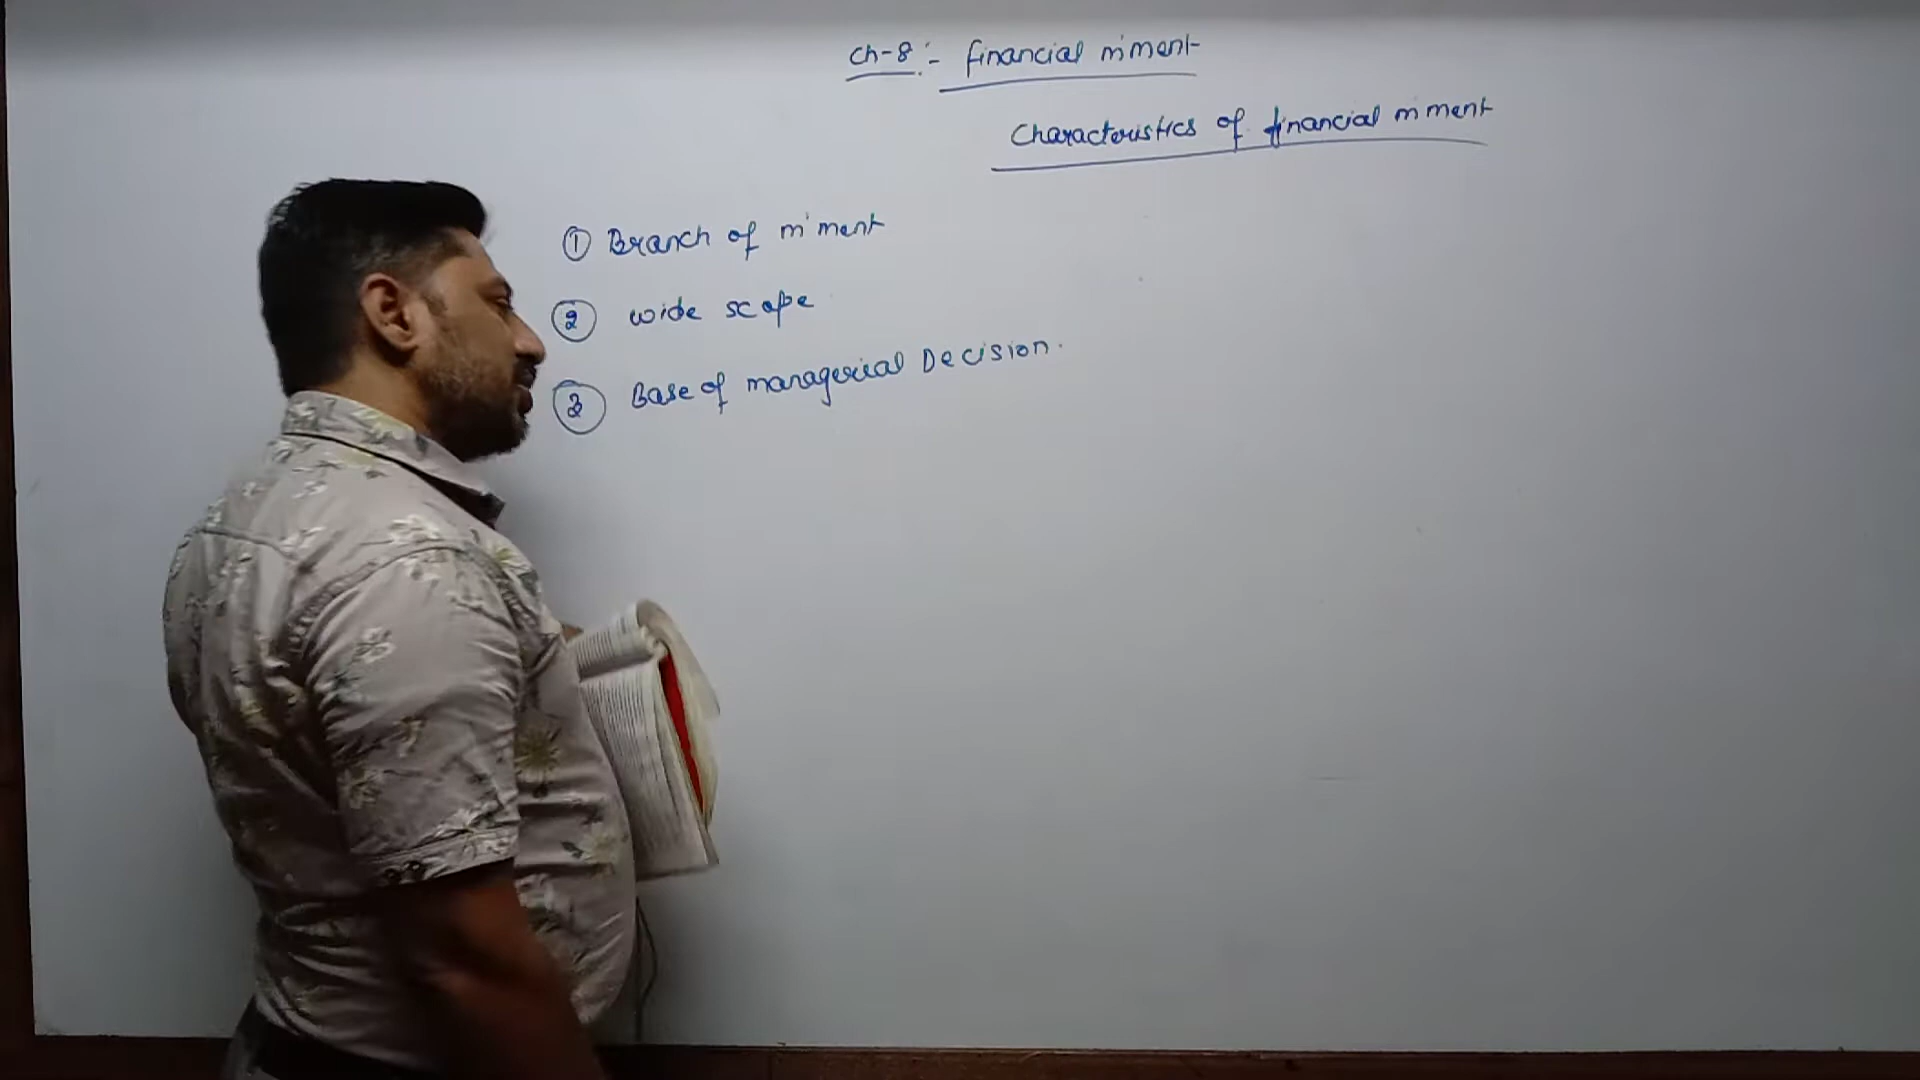 Ch-8:- financial m'ment
Characteristics of financial m'ment
① Branch of m'ment
② wide scope
③ Base of managerial Decision.